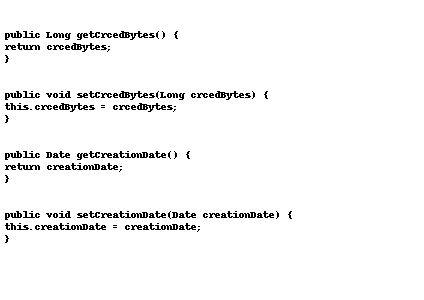 public Long getCrcedBytes() {
return crcedBytes;
}
public void setCrcedBytes(Long crcedBytes) {
this.crcedBytes = crcedBytes;
}
public Date getCreationDate() {
return creationDate;
}
public void setCreationDate(Date creationDate) {
this.creationDate = creationDate;
}